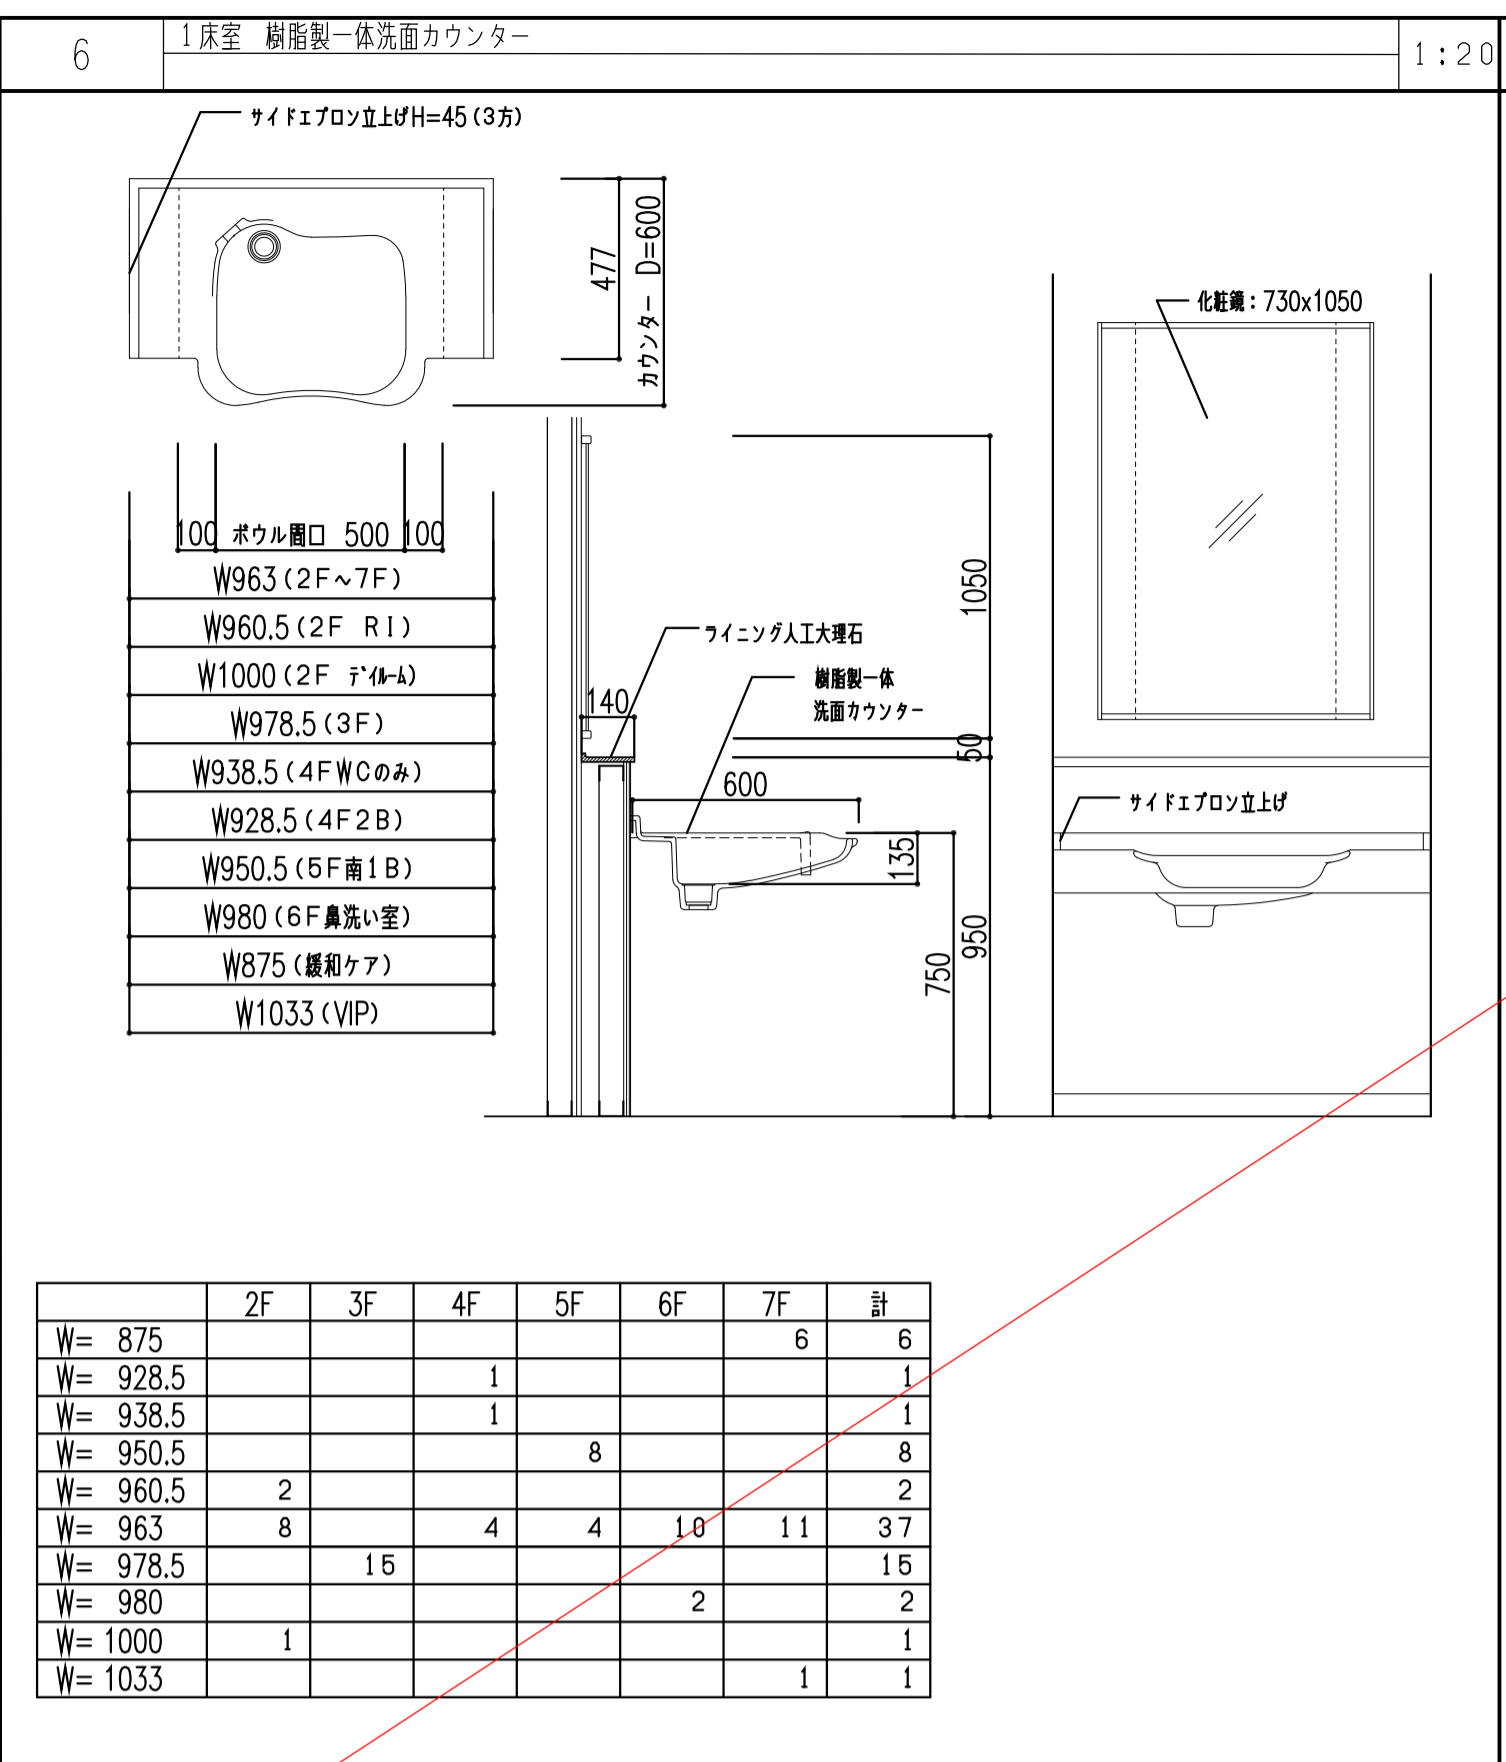 6
1床室　樹脂製一体洗面カウンター
1:20
サイドエプロン立上げH=45(3方)
477
カウンター D=600
化粧鏡：730x1050
100 ボウル間口 500 100
W963(2F～7F)
W960.5(2F RI)
W1000(2F デイルーム)
W978.5(3F)
W938.5(4FWCのみ)
W928.5(4F2B)
W950.5(5F南1B)
W980(6F鼻洗い室)
W875(緩和ケア)
W1033(VIP)
1050
ライニング人工大理石
樹脂製一体
洗面カウンター
140
50
600
サイドエプロン立上げ
135
950
750
2F 3F 4F 5F 6F 7F 計
W= 875 6 6
W= 928.5 1 1
W= 938.5 1 1
W= 950.5 8 8
W= 960.5 2 2
W= 963 8 4 4 10 11 37
W= 978.5 15 15
W= 980 2 2
W= 1000 1 1
W= 1033 1 1